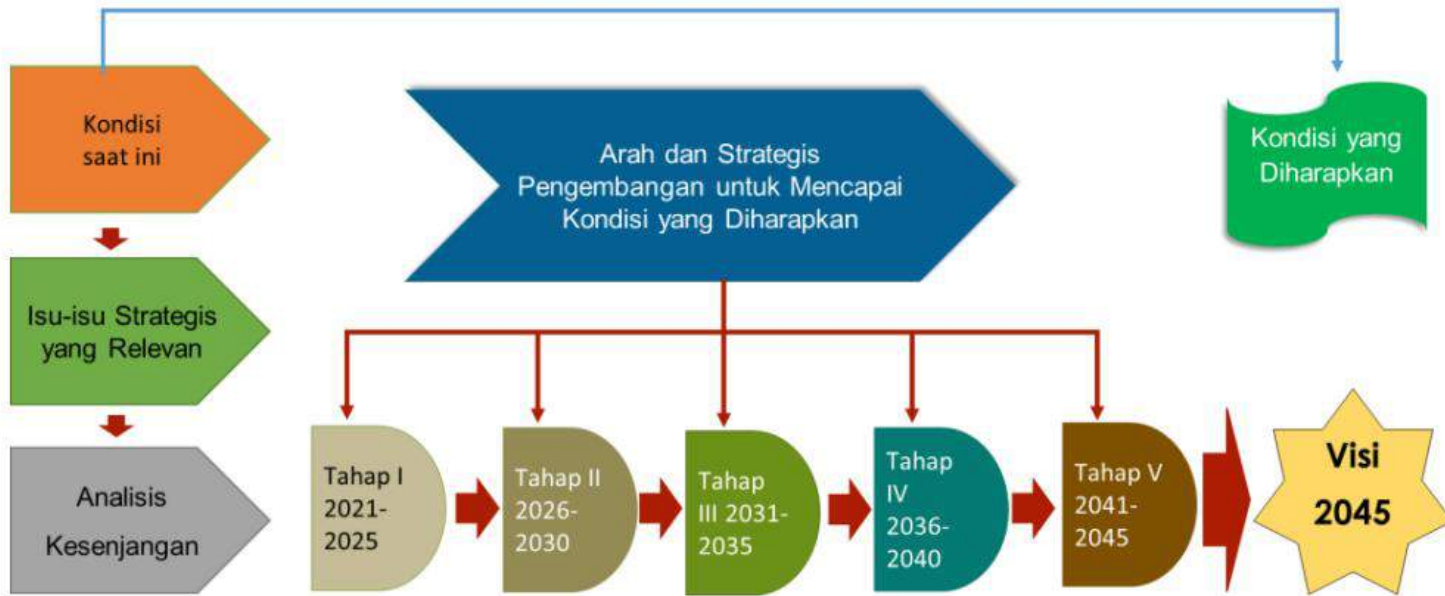 Kondisi
saat ini
Isu-isu Strategis
yang Relevan
Analisis
Kesenjangan
Arah dan Strategis
Pengembangan untuk Mencapai
Kondisi yang Diharapkan
Kondisi yang
Diharapkan
Tahap I
2021-
2025
Tahap II
2026-
2030
Tahap
III 2031-
2035
Tahap
IV
2036-
2040
Tahap V
2041-
2045
Visi
2045